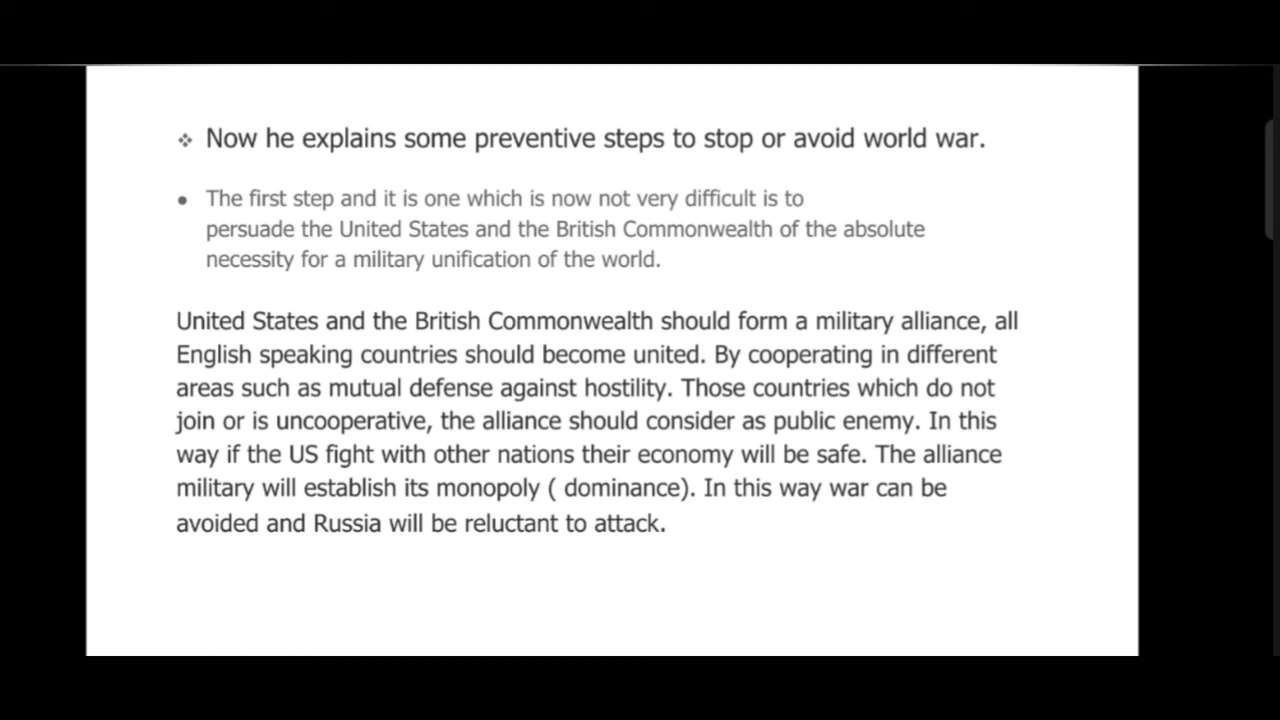 ❖ Now he explains some preventive steps to stop or avoid world war.
• The first step and it is one which is now not very difficult is to
persuade the United States and the British Commonwealth of the absolute
necessity for a military unification of the world.
United States and the British Commonwealth should form a military alliance, all
English speaking countries should become united. By cooperating in different
areas such as mutual defense against hostility. Those countries which do not
join or is uncooperative, the alliance should consider as public enemy. In this
way if the US fight with other nations their economy will be safe. The alliance
military will establish its monopoly ( dominance). In this way war can be
avoided and Russia will be reluctant to attack.